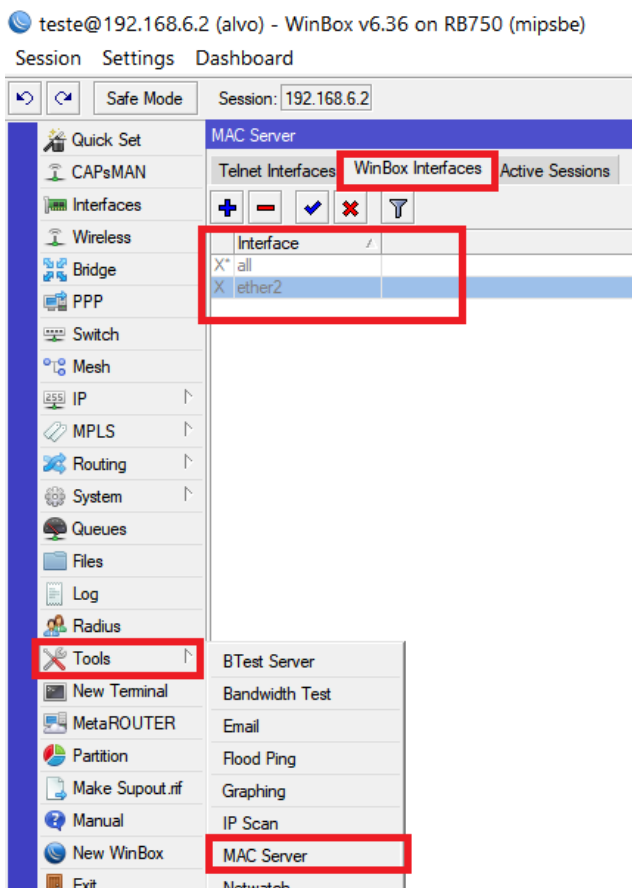 teste@192.168.6.2 (alvo) - WinBox v6.36 on RB750 (mipsbe)
Session Settings Dashboard
Safe Mode Session: 192.168.6.2
Quick Set
CAPsMAN
Interfaces
Wireless
Bridge
PPP
Switch
Mesh
IP
MPLS
Routing
System
Queues
Files
Log
Radius
Tools
New Terminal
MetaROUTER
Partition
Make Supout.rif
Manual
New WinBox
Exit
MAC Server
Telnet Interfaces WinBox Interfaces Active Sessions
Interface
X* all
X ether2
BTest Server
Bandwidth Test
Email
Flood Ping
Graphing
IP Scan
MAC Server
Netwatch